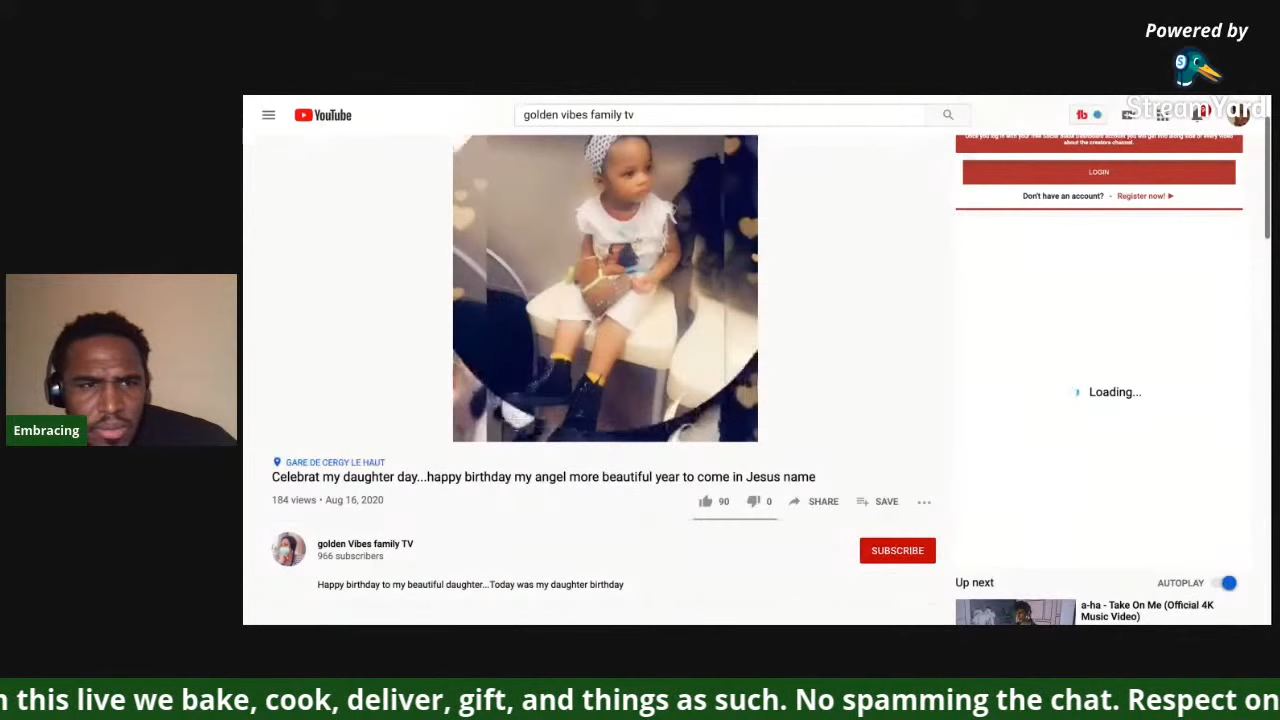 Powered by
StreamYard
YouTube
golden vibes family tv
about the creators channel.
LOGIN
Don't have an account? - Register now! ►
Loading...
Embracing
GARE DE CERGY LE HAUT
Celebrat my daughter day...happy birthday my angel more beautiful year to come in Jesus name
184 views • Aug 16, 2020
90
0
SHARE
SAVE
golden Vibes family TV
966 subscribers
SUBSCRIBE
Happy birthday to my beautiful daughter...Today was my daughter birthday
Up next
AUTOPLAY
a-ha - Take On Me (Official 4K
Music Video)
this live we bake, cook, deliver, gift, and things as such. No spamming the chat. Respect on